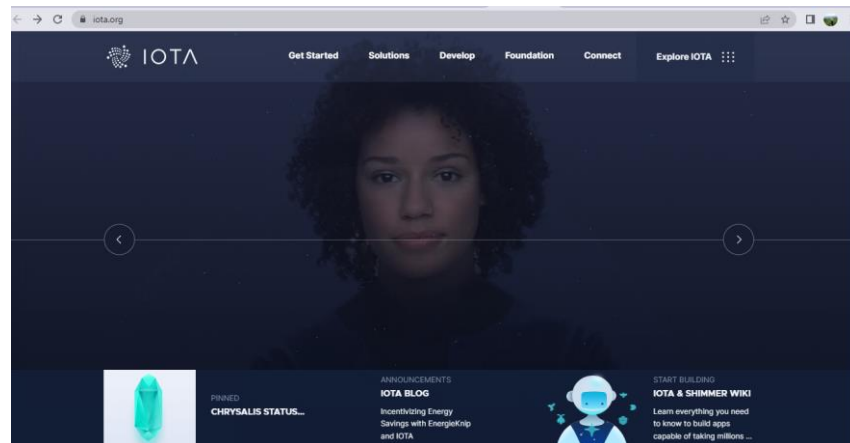 iota.org
IOTA
Get Started
Solutions
Develop
Foundation
Connect
Explore IOTA
PINNED
CHRYSALIS STATUS...
ANNOUNCEMENTS
IOTA BLOG
Incentivizing Energy
Savings with EnergieKnip
and IOTA
START BUILDING
IOTA & SHIMMER WIKI
Learn everything you need
to know to build apps
capable of taking millions ...